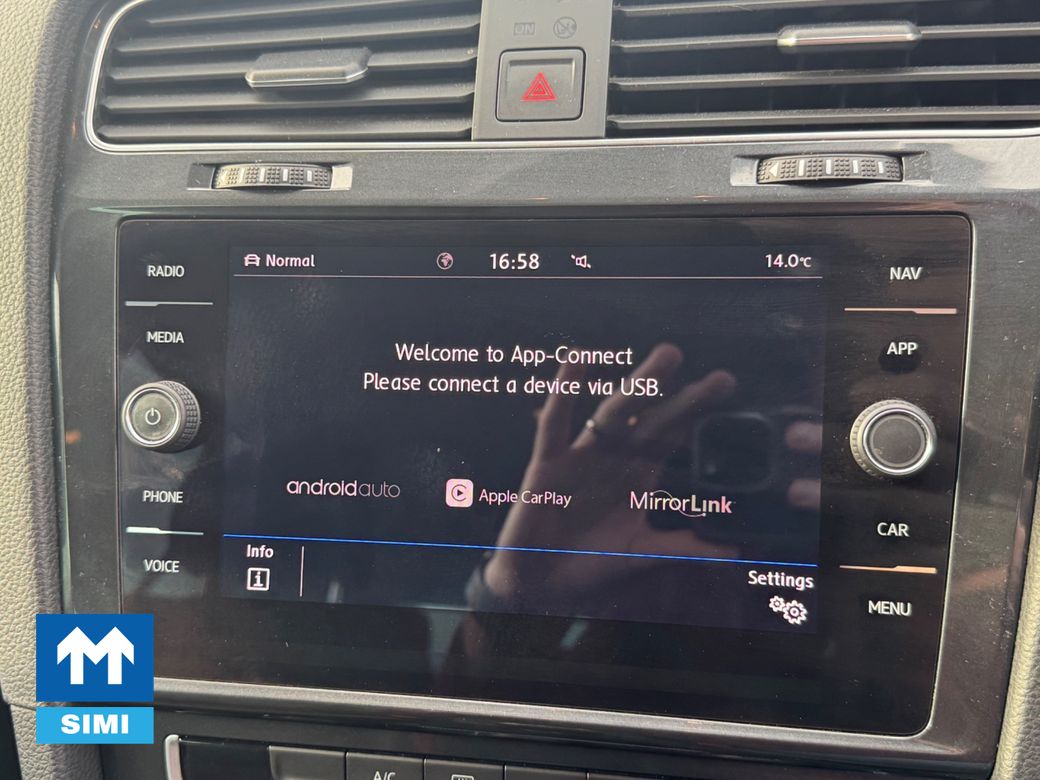 ON
Normal 16:58 14.0°C
RADIO
MEDIA
PHONE
VOICE
Welcome to App-Connect
Please connect a device via USB.
androidauto Apple CarPlay MirrorLink
Info
Settings
NAV
APP
CAR
MENU
SIMI
A/C